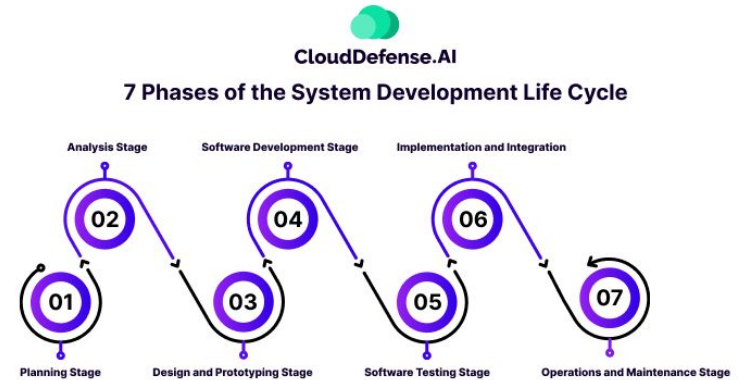 CloudDefense.AI
7 Phases of the System Development Life Cycle
Analysis Stage
Software Development Stage
Implementation and Integration
02
04
06
01
03
05
07
Planning Stage
Design and Prototyping Stage
Software Testing Stage
Operations and Maintenance Stage